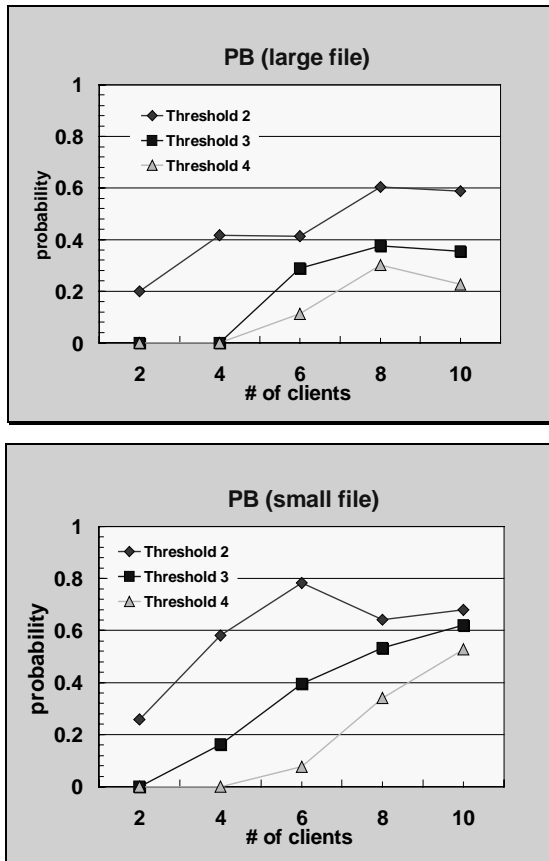 PB (large file)
1
0.8
0.6
0.4
0.2
0
probability
Threshold 2
Threshold 3
Threshold 4
2 4 6 8 10
# of clients
PB (small file)
1
0.8
0.6
0.4
0.2
0
probability
Threshold 2
Threshold 3
Threshold 4
2 4 6 8 10
# of clients